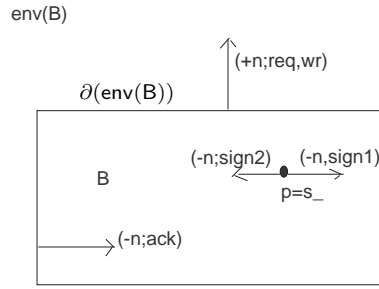 env(B)
(+n;req,wr)
∂(env(B))
(-n;sign2)
(-n,sign1)
B
p=s_
(-n;ack)